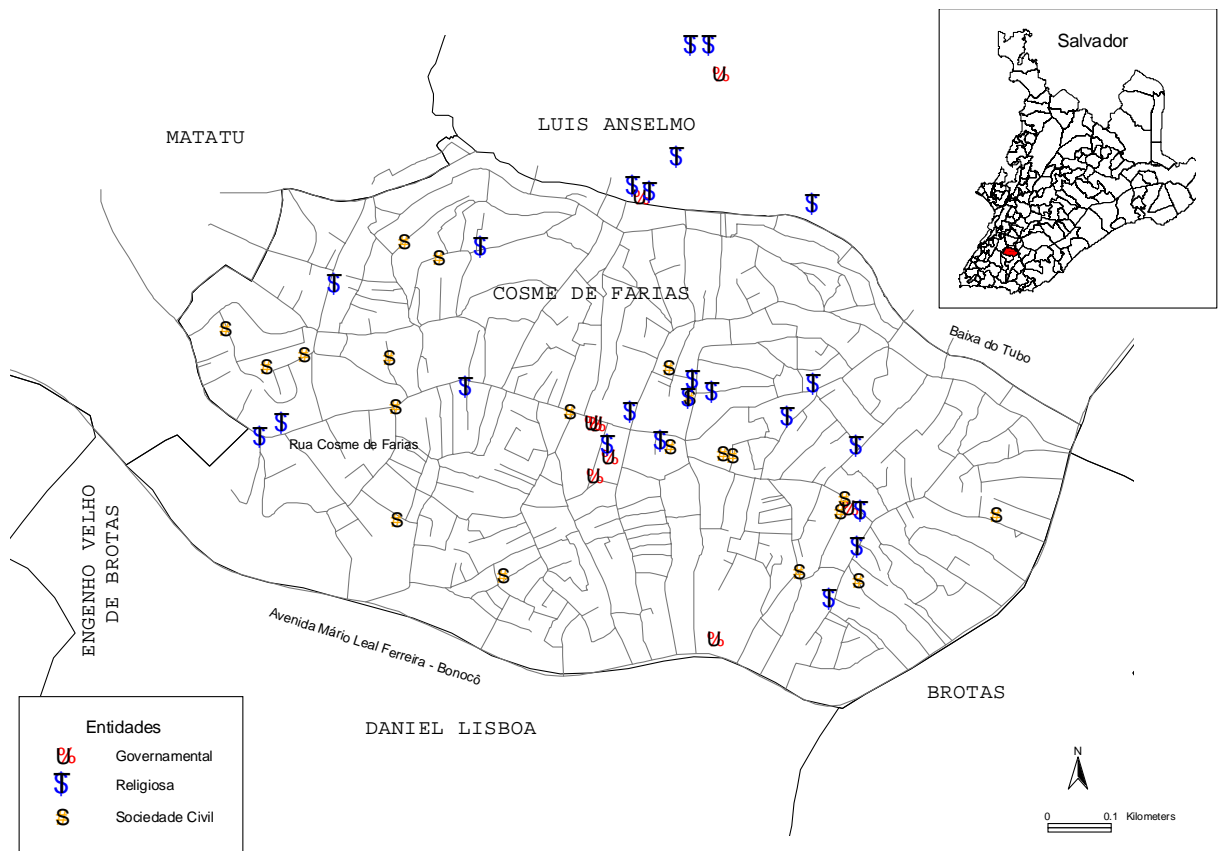 Salvador
LUIS ANSELMO
MATATU
COSME DE FARIAS
Baixa do Tubo
Rua Cosme de Farias
ENGENHO VELHO
DE BROTAS
Avenida Mário Leal Ferreira - Bonocô
BROTAS
DANIEL LISBOA
Entidades
Governamental
Religiosa
Sociedade Civil
N
0 0.1 Kilometers